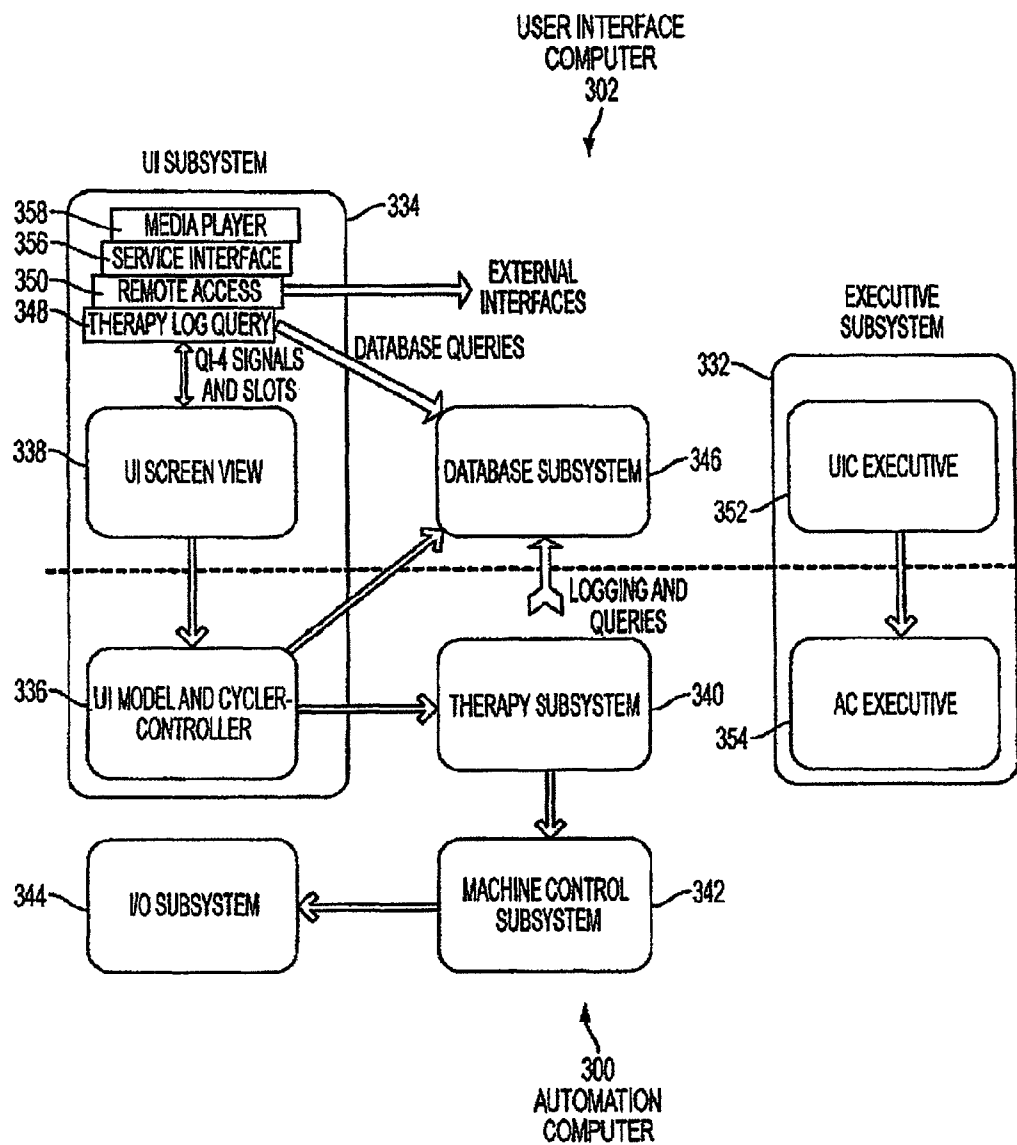 USER INTERFACE
COMPUTER
302
UI SUBSYSTEM
334
358
MEDIA PLAYER
356
SERVICE INTERFACE
350
REMOTE ACCESS
348
THERAPY LOG QUERY
EXTERNAL
INTERFACES
DATABASE QUERIES
QI-4 SIGNALS
AND SLOTS
EXECUTIVE
SUBSYSTEM
332
338
UI SCREEN VIEW
DATABASE SUBSYSTEM
346
UIC EXECUTIVE
352
LOGGING AND
QUERIES
336
UI MODEL AND CYCLER-
CONTROLLER
THERAPY SUBSYSTEM
340
AC EXECUTIVE
354
344
I/O SUBSYSTEM
MACHINE CONTROL
SUBSYSTEM
342
300
AUTOMATION
COMPUTER